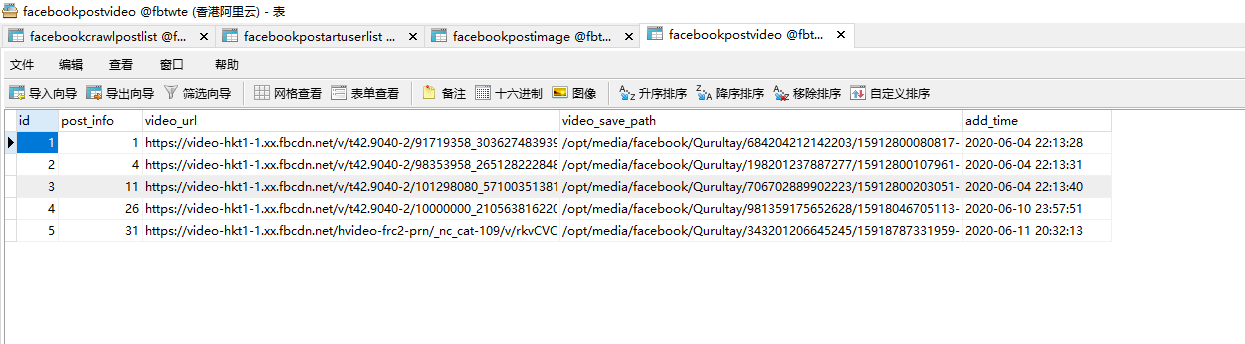 facebookpostvideo @fbtwte (香港阿里云) - 表
facebookcrawlpostlist @f... facebookpostartuserlist ... facebookpostimage @fbt... facebookpostvideo @fbt...
文件 编辑 查看 窗口 帮助
导入向导 导出向导 筛选向导 网格查看 表单查看 备注 十六进制 图像 升序排序 降序排序 移除排序 自定义排序
id post_info video_url video_save_path add_time
1 1 https://video-hkt1-1.xx.fbcdn.net/v/t42.9040-2/91719358_303627483939 /opt/media/facebook/Qurultay/684204212142203/15912800080817- 2020-06-04 22:13:28
2 4 https://video-hkt1-1.xx.fbcdn.net/v/t42.9040-2/98353958_265128222848 /opt/media/facebook/Qurultay/198201237887277/15912800107961- 2020-06-04 22:13:31
3 11 https://video-hkt1-1.xx.fbcdn.net/v/t42.9040-2/101298080_57100351381 /opt/media/facebook/Qurultay/706702889902223/15912800203051- 2020-06-04 22:13:40
4 26 https://video-hkt1-1.xx.fbcdn.net/v/t42.9040-2/10000000_210563816220 /opt/media/facebook/Qurultay/981359175652628/15918046705113- 2020-06-10 23:57:51
5 31 https://video-hkt1-1.xx.fbcdn.net/hvideo-frc2-prn/_nc_cat-109/v/rkvCVC /opt/media/facebook/Qurultay/343201206645245/15918787331959- 2020-06-11 20:32:13